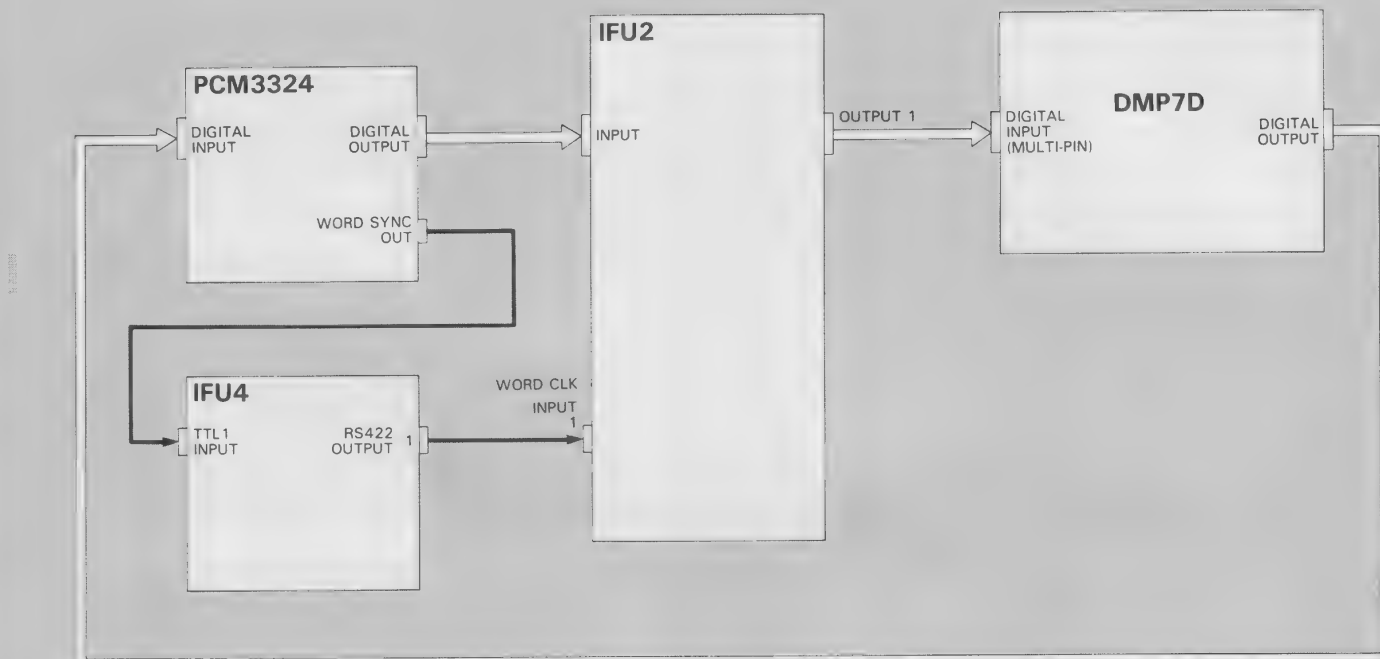 PCM3324
DIGITAL
INPUT
DIGITAL
OUTPUT
WORD SYNC
OUT
IFU4
TTL1
INPUT
RS422
OUTPUT 1
IFU2
INPUT
WORD CLK
INPUT
1
OUTPUT 1
DMP7D
DIGITAL
INPUT
(MULTI-PIN)
DIGITAL
OUTPUT